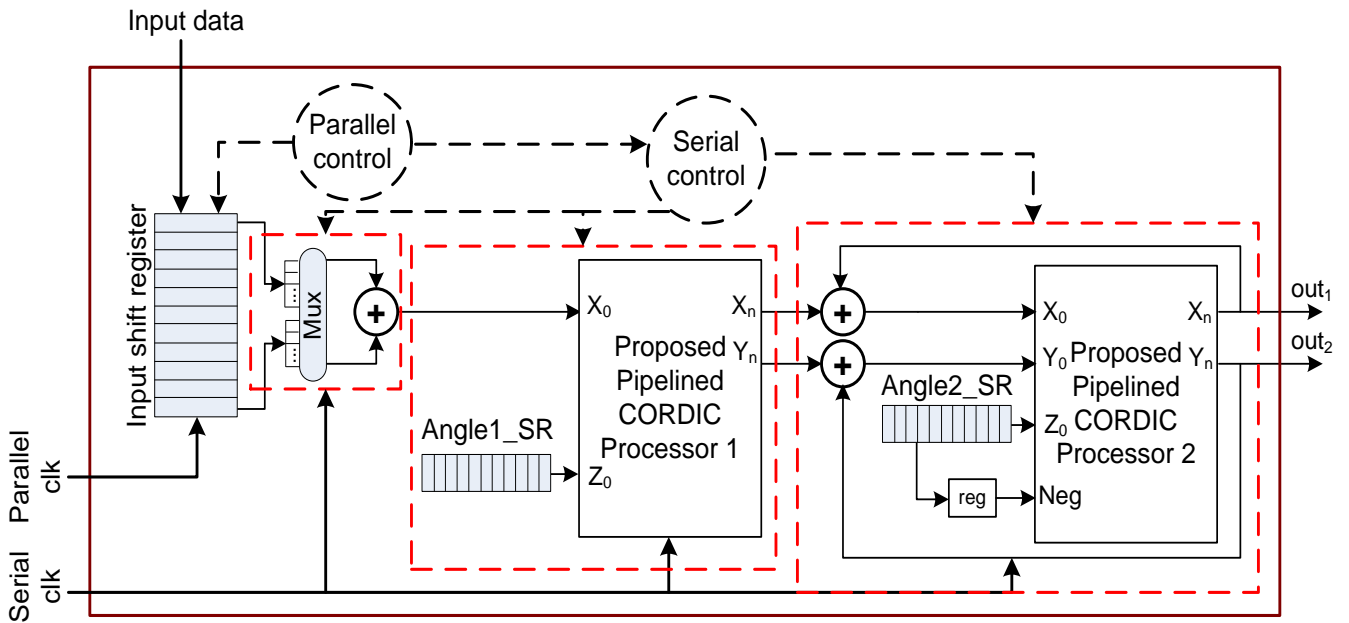 Input data
Parallel
control
Serial
control
Input shift register
...
...
Mux
+
X0
Z0
Xn
Yn
Proposed
Pipelined
CORDIC
Processor 1
Angle1_SR
+
+
X0
Y0
Z0
Neg
Xn
Yn
Proposed
Pipelined
CORDIC
Processor 2
Angle2_SR
reg
out1
out2
Parallel
clk
Serial
clk